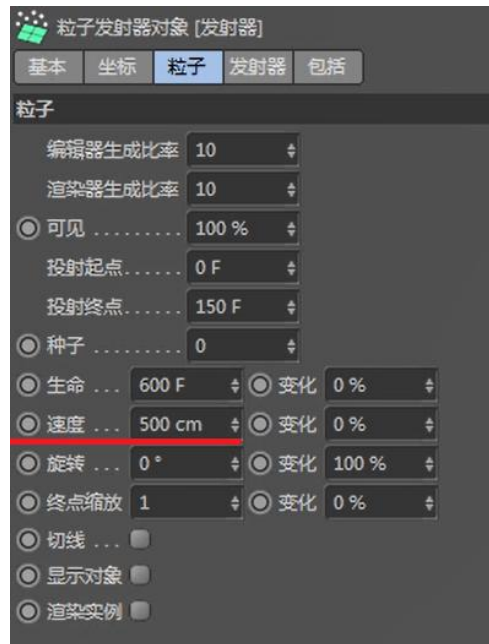 粒子发射器对象 [发射器]
基本 坐标 粒子 发射器 包括
粒子
编辑器生成比率 10
渲染器生成比率 10
可见 ......... 100 %
投射起点...... 0 F
投射终点...... 150 F
种子 ......... 0
生命 ... 600 F 变化 0 %
速度 ... 500 cm 变化 0 %
旋转 ... 0 ° 变化 100 %
终点缩放 1 变化 0 %
切线 ...
显示对象
渲染实例